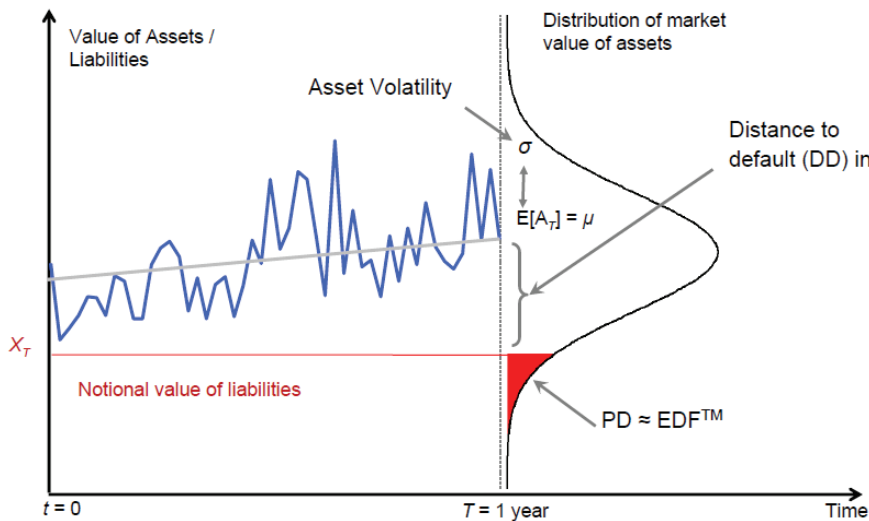 Value of Assets /
Liabilities
Distribution of market
value of assets
Asset Volatility
σ
Distance to
default (DD) in
E[A_T] = μ
X_T
Notional value of liabilities
PD ≈ EDF™
t = 0
T = 1 year
Time